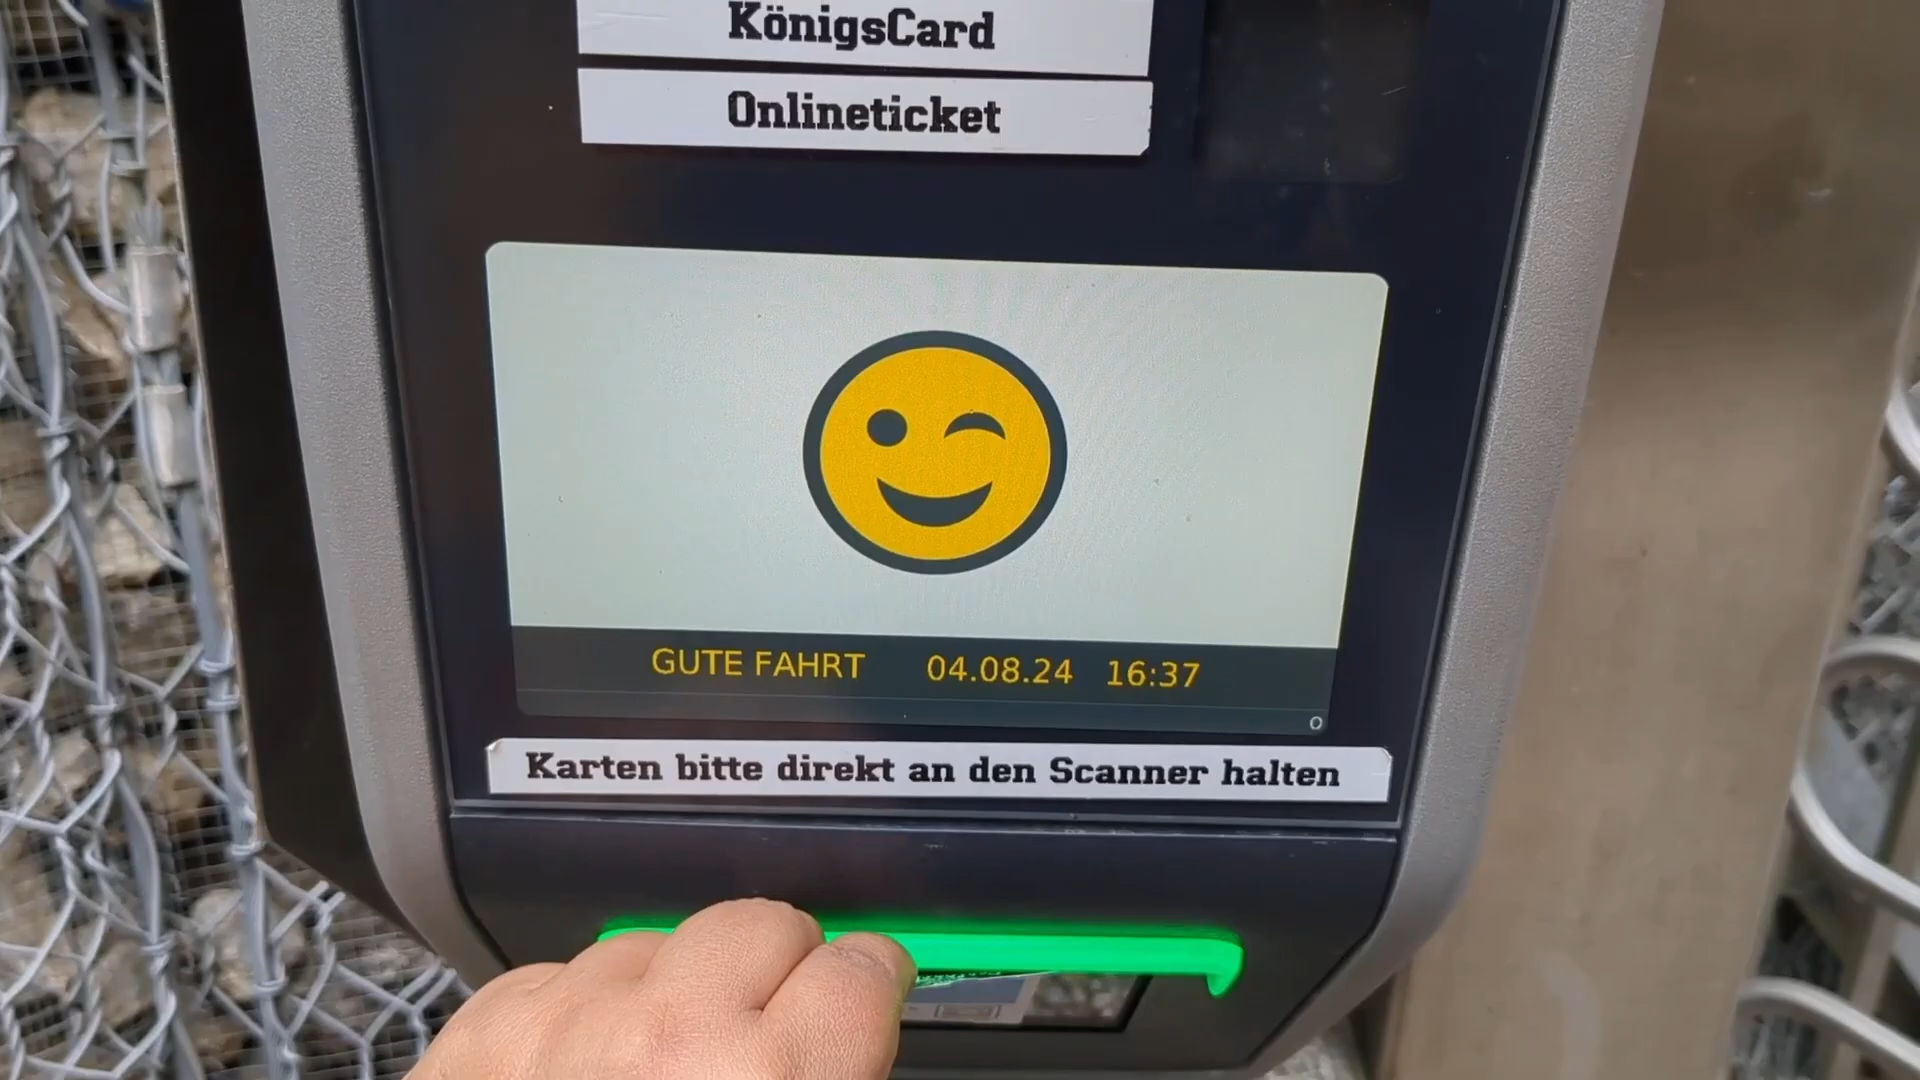 KönigsCard
Onlineticket
GUTE FAHRT 04.08.24 16:37
Karten bitte direkt an den Scanner halten